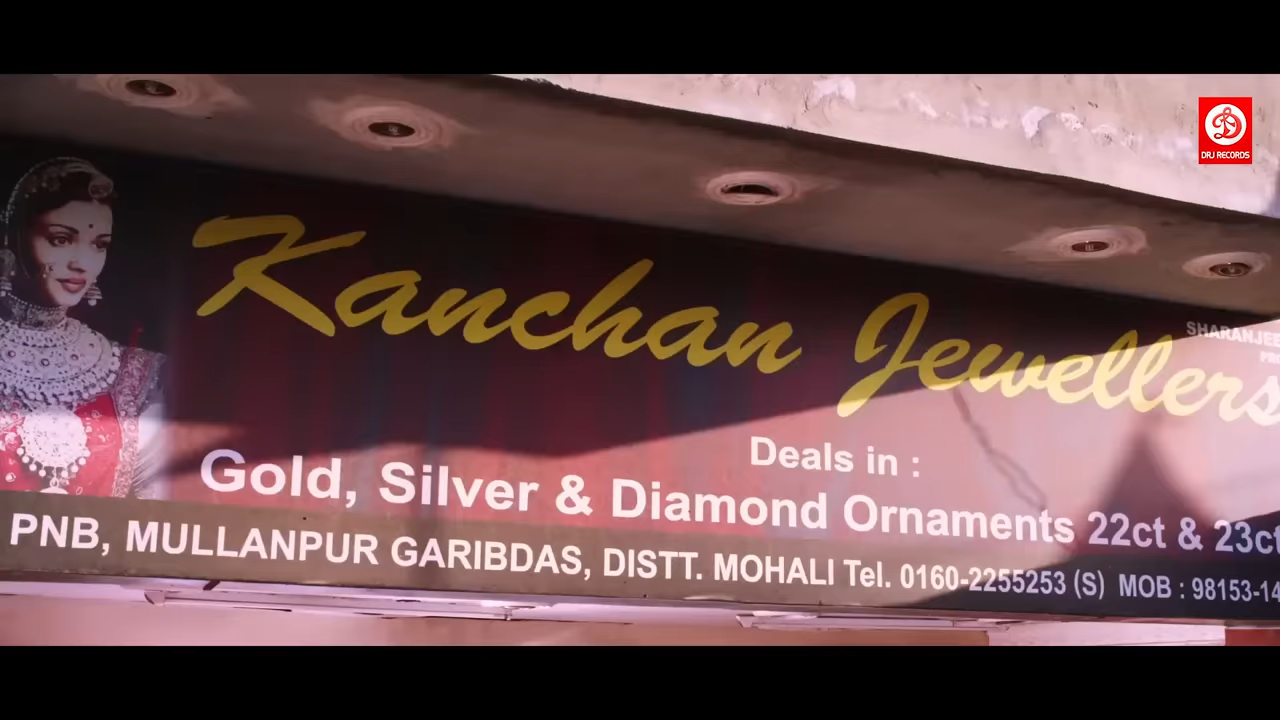 DRJ RECORDS
Kanchan Jewellers
Deals in :
Gold, Silver & Diamond Ornaments 22ct & 23ct
PNB, MULLANPUR GARIBDAS, DISTT. MOHALI Tel. 0160-2255253 (S) MOB : 98153-14